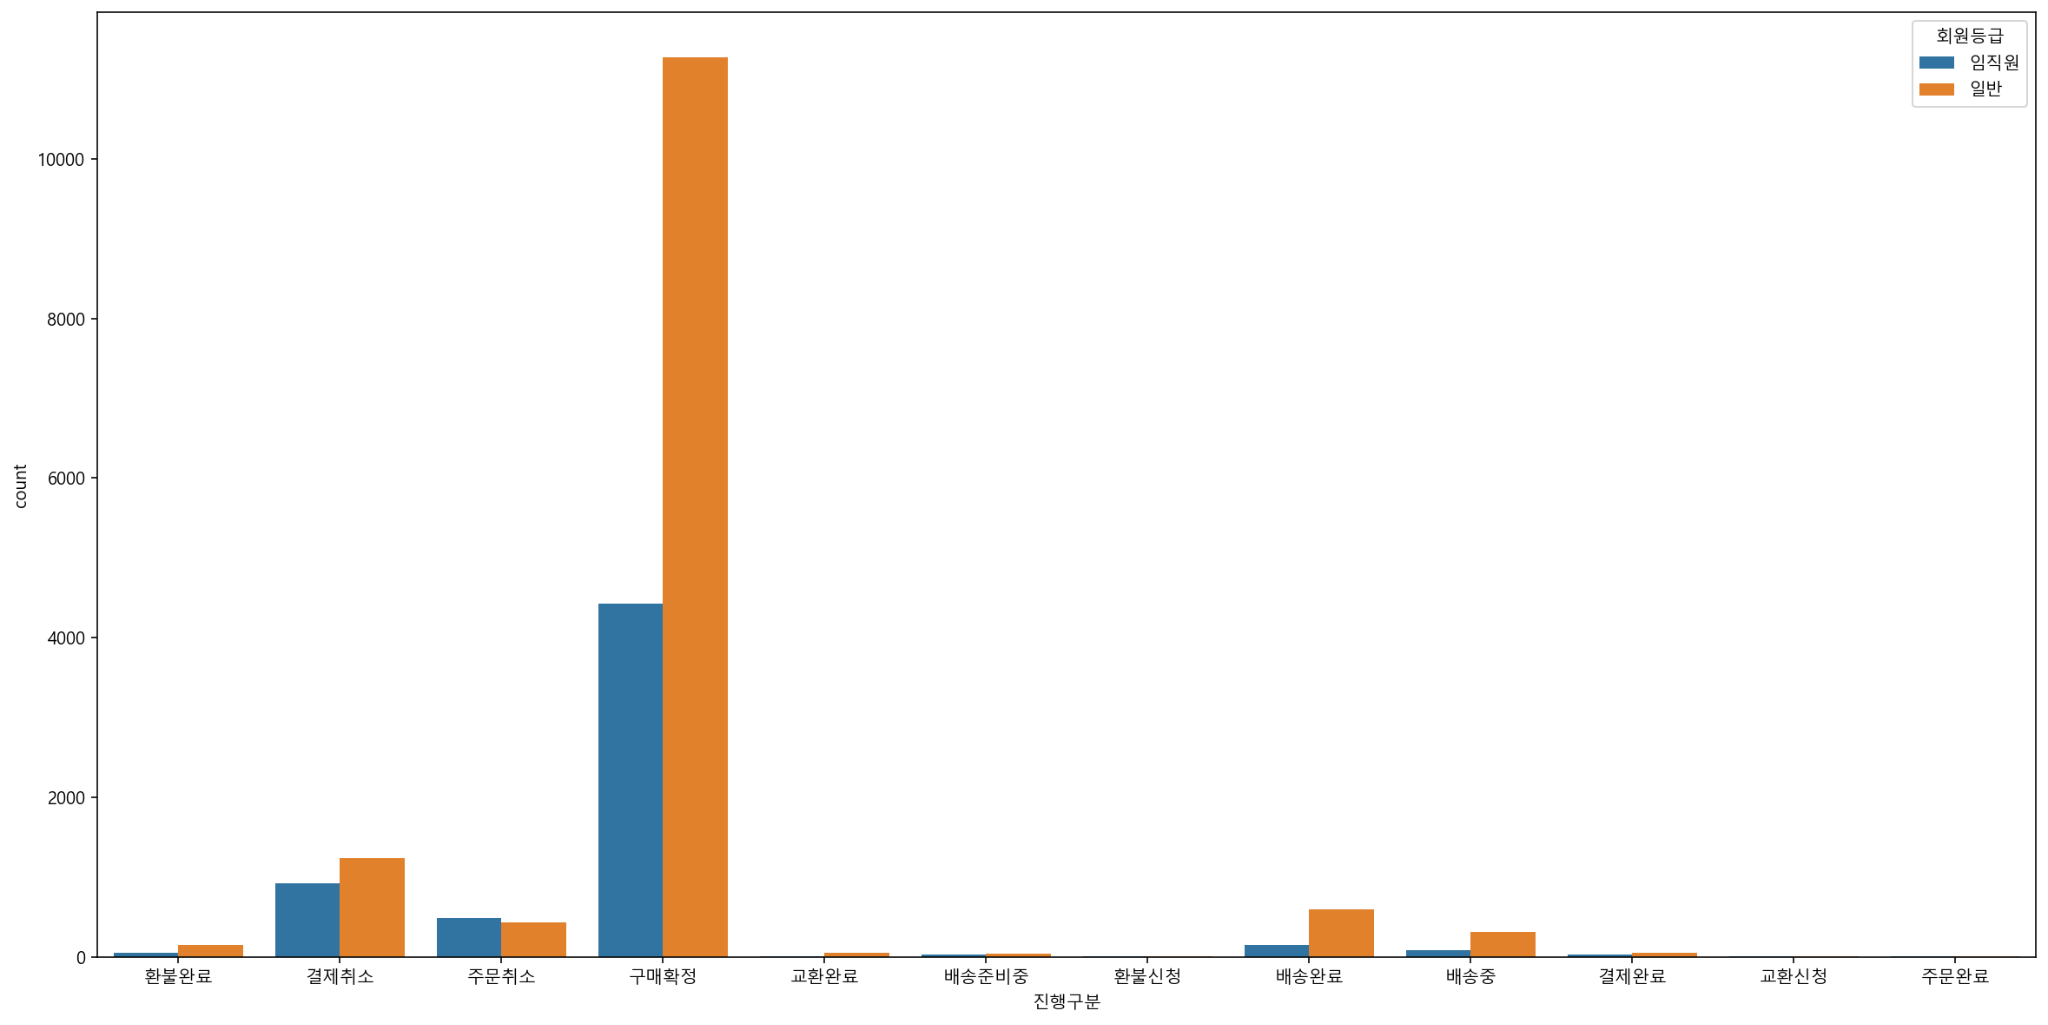 회원등급
임직원
일반
10000
8000
6000
4000
2000
0
count
환불완료 결제취소 주문취소 구매확정 교환완료 배송준비중 환불신청 배송완료 배송중 결제완료 교환신청 주문완료
진행구분